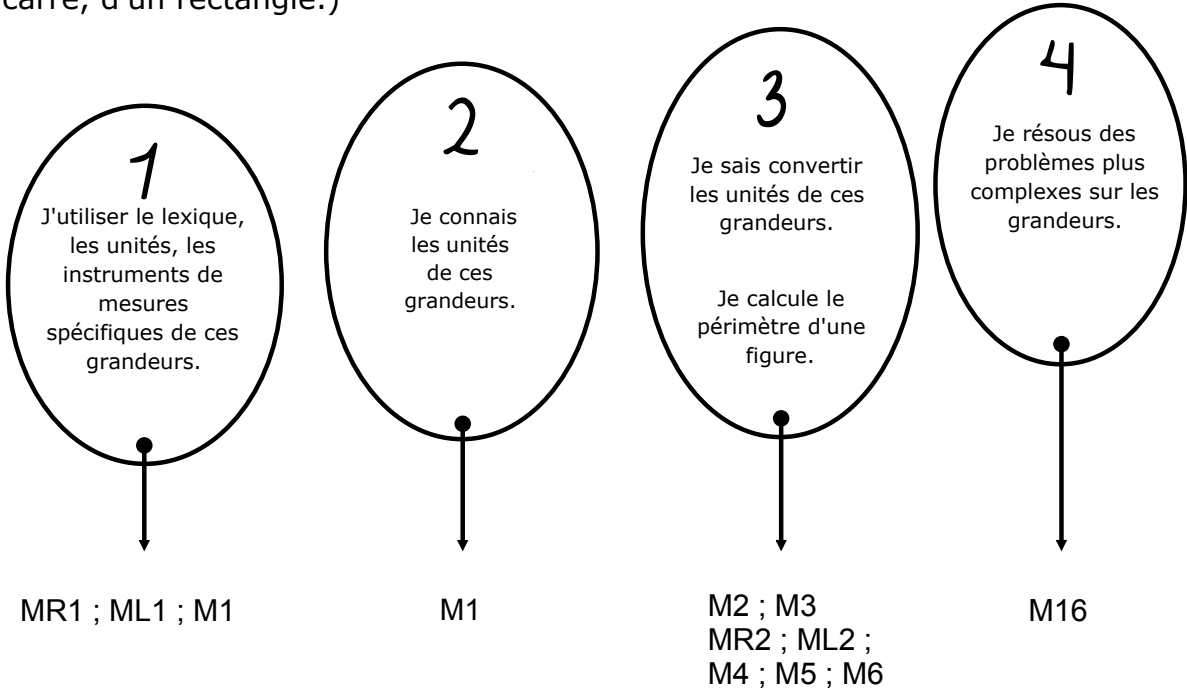 carré, d'un rectangle.)
1
J'utiliser le lexique,
les unités, les
instruments de
mesures
spécifiques de ces
grandeurs.
MR1 ; ML1 ; M1
2
Je connais
les unités
de ces
grandeurs.
M1
3
Je sais convertir
les unités de ces
grandeurs.
Je calcule le
périmètre d'une
figure.
M2 ; M3
MR2 ; ML2 ;
M4 ; M5 ; M6
4
Je résous des
problèmes plus
complexes sur les
grandeurs.
M16